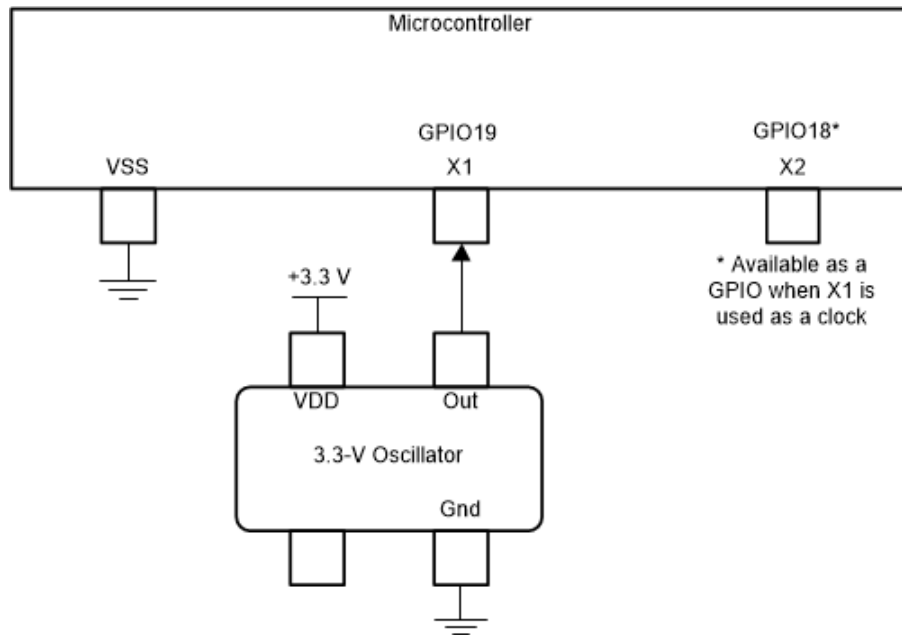 Microcontroller
GPIO19
GPIO18*
VSS
X1
X2
+3.3 V
* Available as a
GPIO when X1 is
used as a clock
VDD
Out
3.3-V Oscillator
Gnd